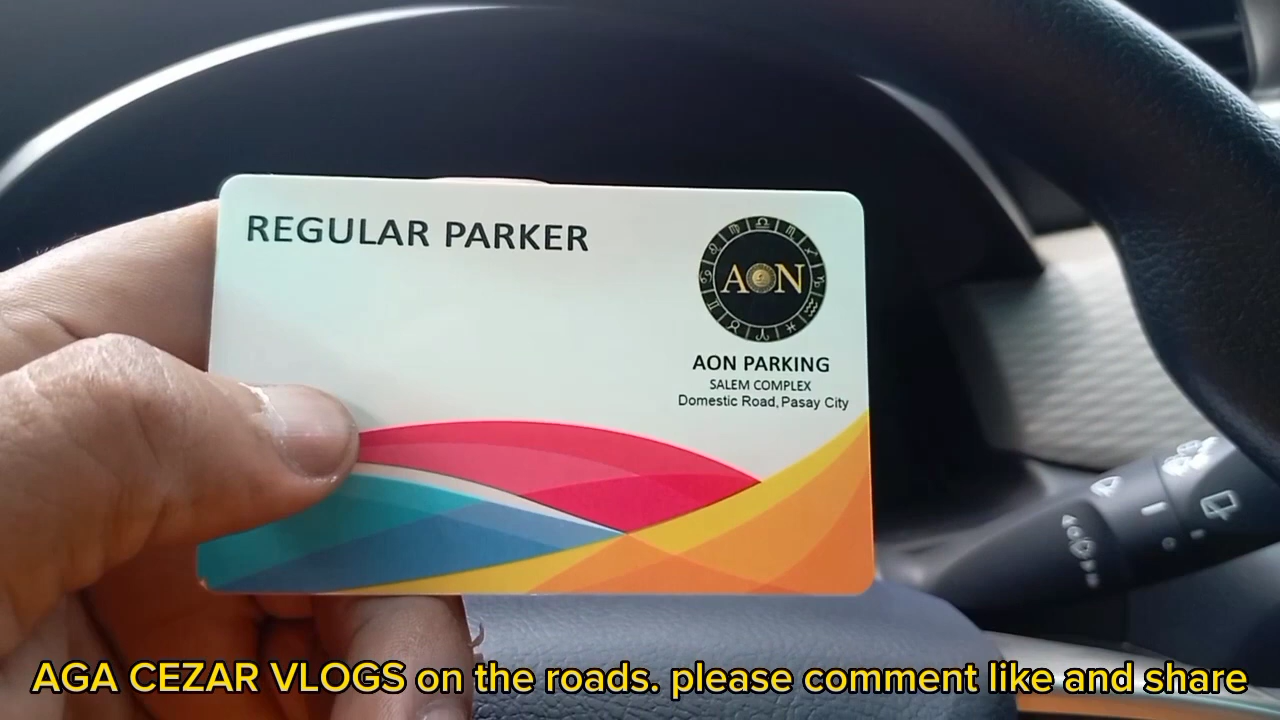 REGULAR PARKER
AON
AON PARKING
SALEM COMPLEX
Domestic Road, Pasay City
AGA CEZAR VLOGS on the roads. please comment like and share